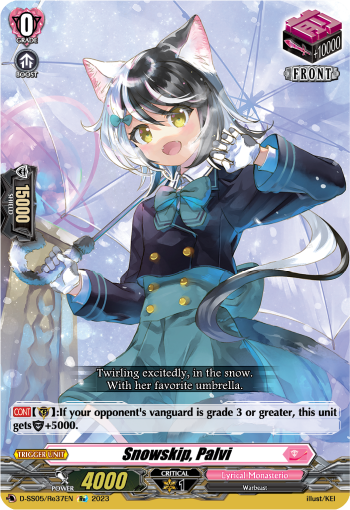 0
GRADE
BOOST
+10000
FRONT
15000
SHIELD
Twirling excitedly, in the snow.
With her favorite umbrella.
CONT【 】:If your opponent's vanguard is grade 3 or greater, this unit
gets +5000.
TRIGGER UNIT
Snowskip, Palvi
POWER
4000
CRITICAL
1
Lyrical Monasterio
Warbeast
D-SS05/Re37EN
2023
illust/KEI